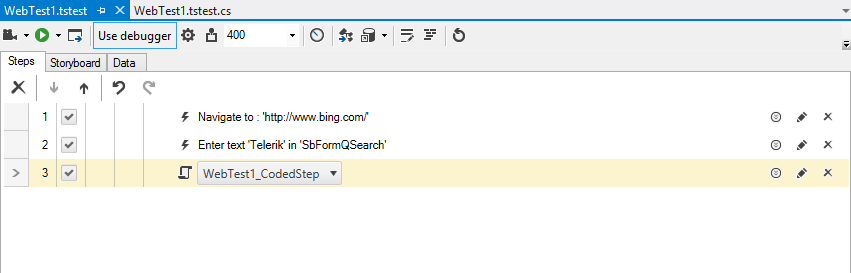 WebTest1.tstest WebTest1.tstest.cs
Use debugger 400
Steps Storyboard Data
1 Navigate to : 'http://www.bing.com/'
2 Enter text 'Telerik' in 'SbFormQSearch'
3 WebTest1_CodedStep